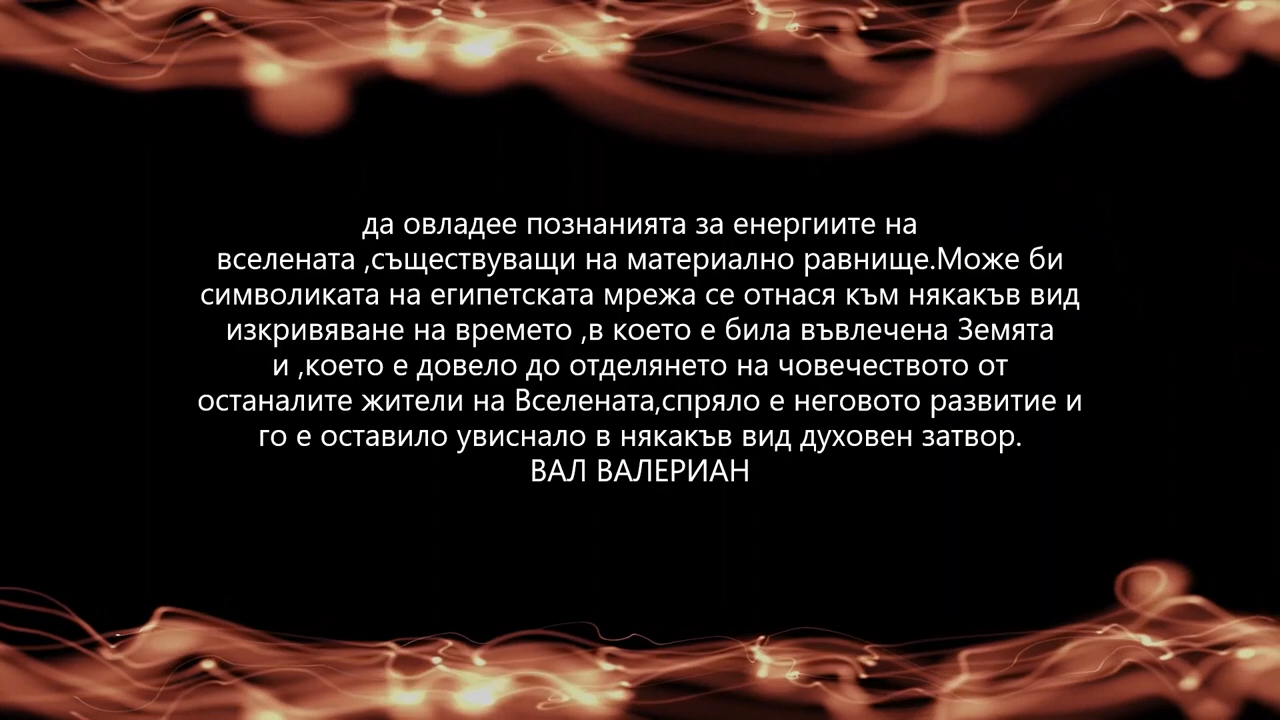 да овладее познанията за енергиите на
вселената ,съществуващи на материално равнище.Може би
символиката на египетската мрежа се отнася към някакъв вид
изкривяване на времето ,в което е била въвлечена Земята
и ,което е довело до отделянето на човечеството от
останалите жители на Вселената,спряло е неговото развитие и
го е оставило увиснало в някакъв вид духовен затвор.
ВАЛ ВАЛЕРИАН